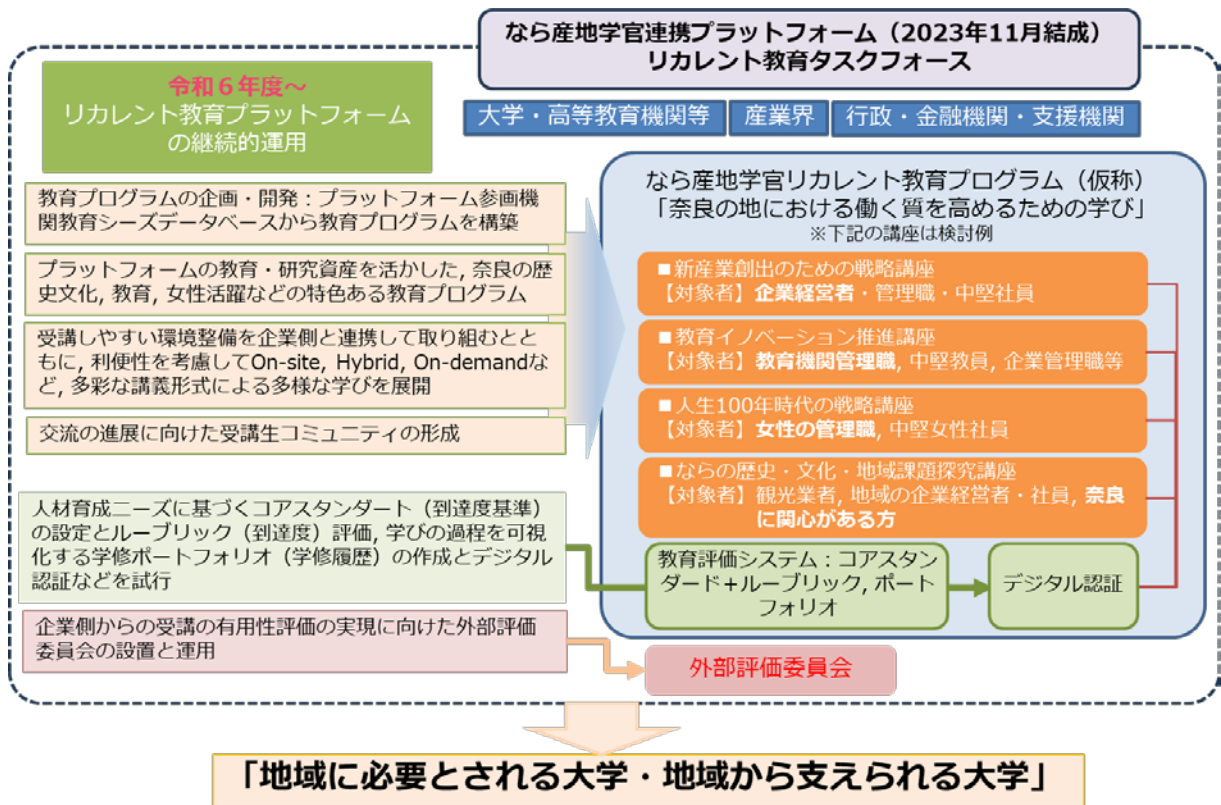 なら産地学官連携プラットフォーム（2023年11月結成）
リカレント教育タスクフォース
令和６年度～
リカレント教育プラットフォーム
の継続的運用
大学・高等教育機関等
産業界
行政・金融機関・支援機関
教育プログラムの企画・開発：プラットフォーム参画機
関教育シーズデータベースから教育プログラムを構築
プラットフォームの教育・研究資産を活かした, 奈良の歴
史文化, 教育, 女性活躍などの特色ある教育プログラム
受講しやすい環境整備を企業側と連携して取り組むとと
もに, 利便性を考慮してOn-site, Hybrid, On-demandな
ど, 多彩な講義形式による多様な学びを展開
交流の進展に向けた受講生コミュニティの形成
人材育成ニーズに基づくコアスタンダート（到達度基準）
の設定とルーブリック（到達度）評価, 学びの過程を可視
化する学修ポートフォリオ（学修履歴）の作成とデジタル
認証などを試行
企業側からの受講の有用性評価の実現に向けた外部評価
委員会の設置と運用
なら産地学官リカレント教育プログラム（仮称）
「奈良の地における働く質を高めるための学び」
※下記の講座は検討例
■新産業創出のための戦略講座
【対象者】企業経営者・管理職・中堅社員
■教育イノベーション推進講座
【対象者】教育機関管理職, 中堅教員, 企業管理職等
■人生100年時代の戦略講座
【対象者】女性の管理職, 中堅女性社員
■ならの歴史・文化・地域課題探究講座
【対象者】観光業者, 地域の企業経営者・社員, 奈良
に関心がある方
教育評価システム：コアスタン
ダード＋ルーブリック, ポート
フォリオ
デジタル認証
外部評価委員会
「地域に必要とされる大学・地域から支えられる大学」